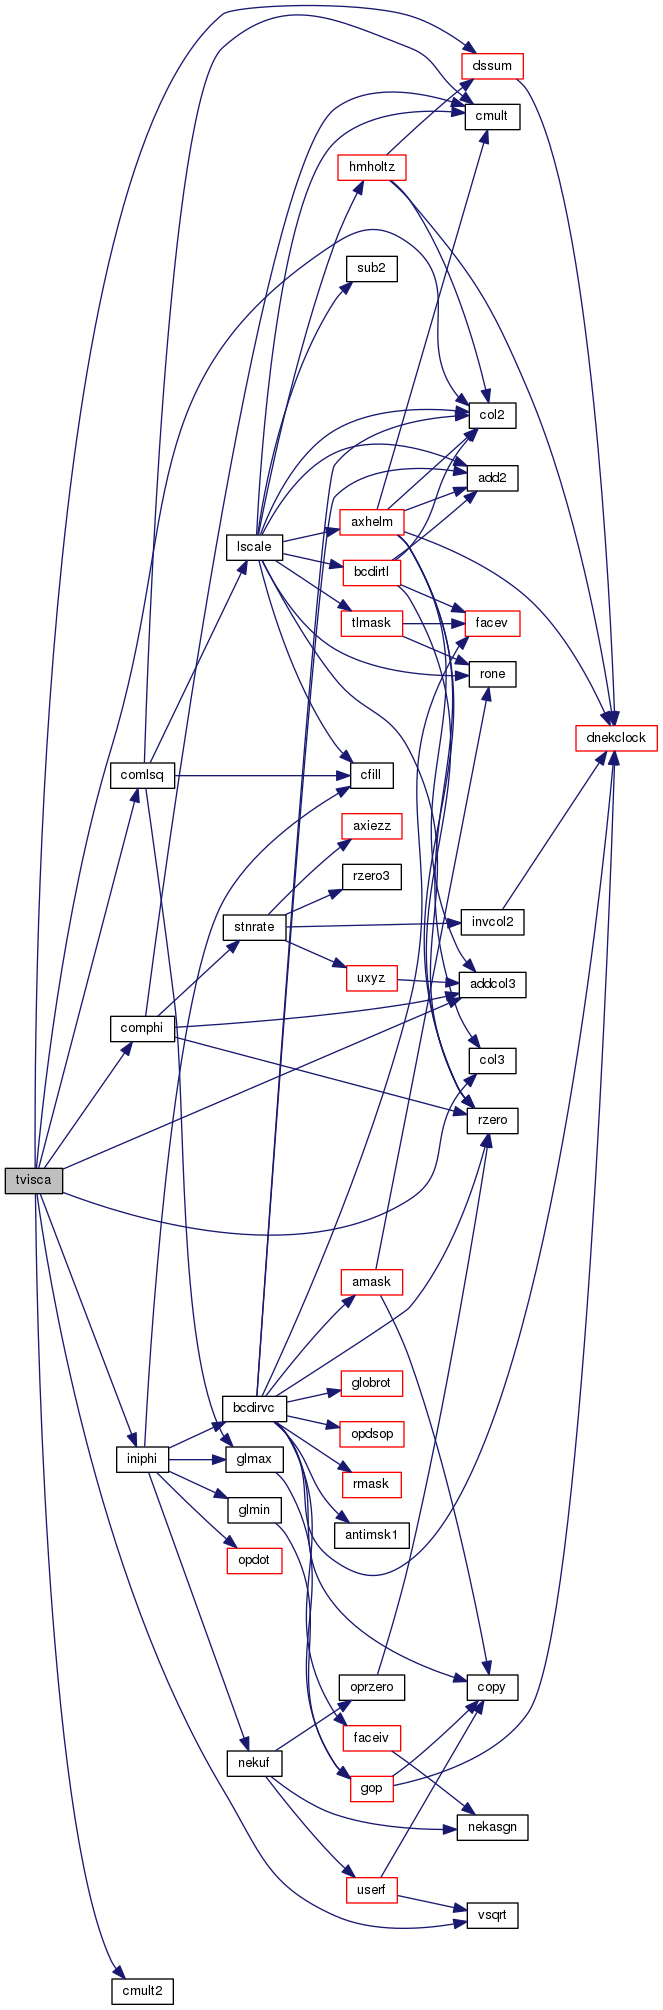 dssum
cmult
hmholtz
sub2
col2
add2
axhelm
lscale
bcdirtl
tlmask
facev
rone
dnekclock
comlsq
cfill
axiezz
rzero3
stnrate
invcol2
uxyz
addcol3
comphi
col3
rzero
tvisca
amask
globrot
bcdirvc
opdsop
iniphi
glmax
rmask
glmin
antimsk1
opdot
oprzero
copy
faceiv
nekuf
gop
nekasgn
userf
vsqrt
cmult2